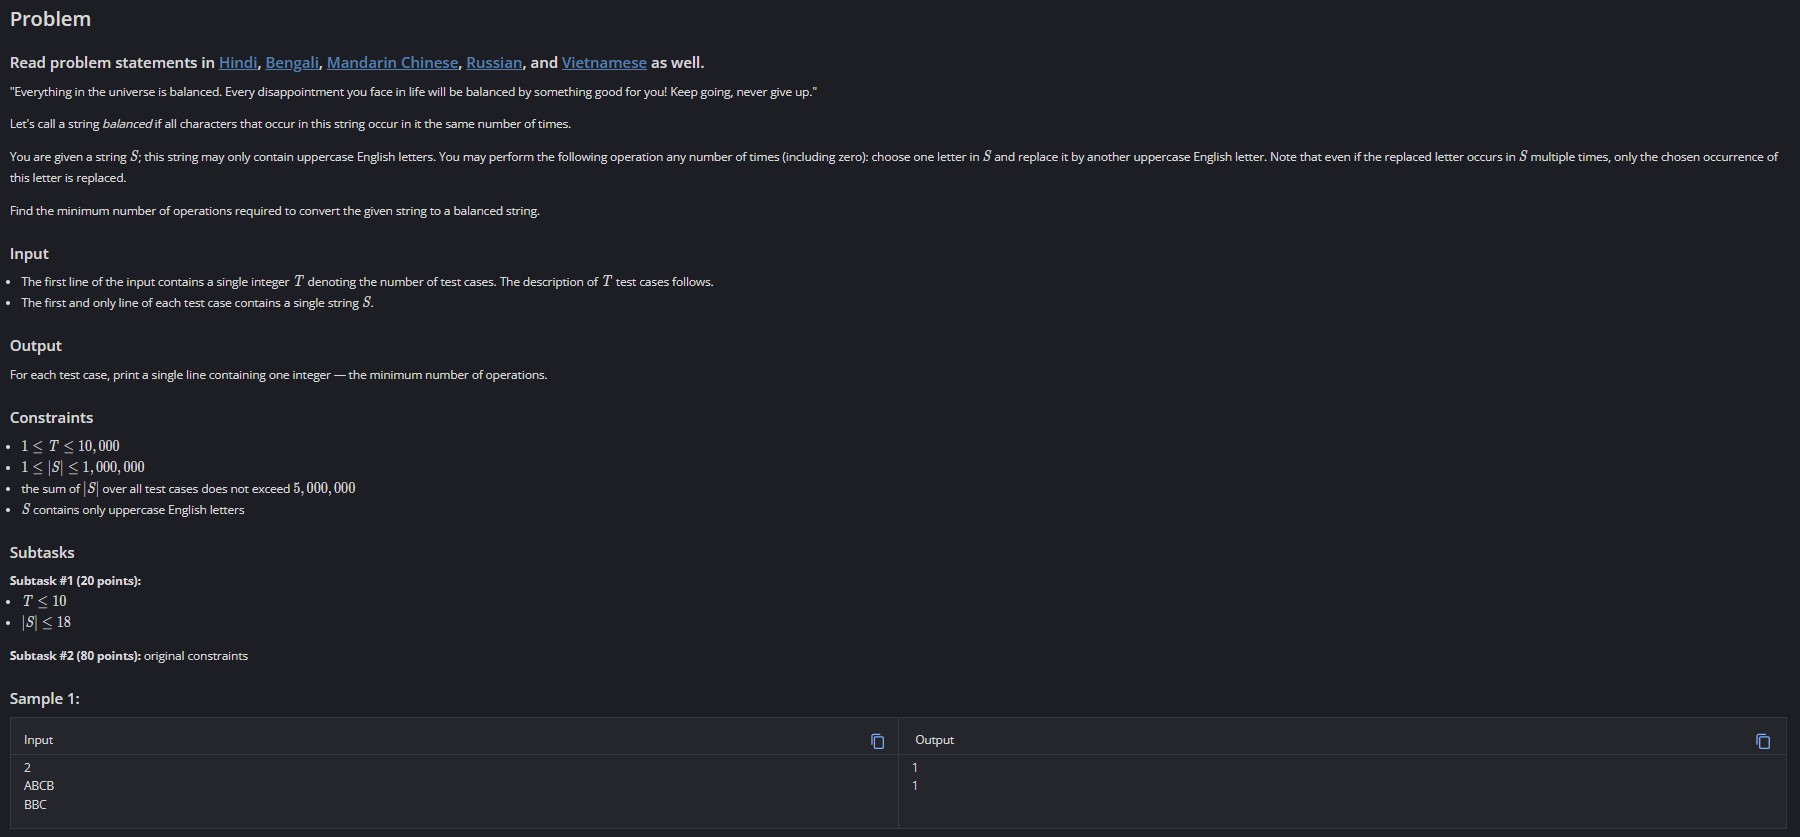 Problem
Read problem statements in Hindi, Bengali, Mandarin Chinese, Russian, and Vietnamese as well.
"Everything in the universe is balanced. Every disappointment you face in life will be balanced by something good for you! Keep going, never give up."
Let's call a string balanced if all characters that occur in this string occur in it the same number of times.
You are given a string S; this string may only contain uppercase English letters. You may perform the following operation any number of times (including zero): choose one letter in S and replace it by another uppercase English letter. Note that even if the replaced letter occurs in S multiple times, only the chosen occurrence of
this letter is replaced.
Find the minimum number of operations required to convert the given string to a balanced string.
Input
• The first line of the input contains a single integer T denoting the number of test cases. The description of T test cases follows.
• The first and only line of each test case contains a single string S.
Output
For each test case, print a single line containing one integer — the minimum number of operations.
Constraints
• 1 ≤ T ≤ 10,000
• 1 ≤ |S| ≤ 1,000,000
• the sum of |S| over all test cases does not exceed 5,000,000
• S contains only uppercase English letters
Subtasks
Subtask #1 (20 points):
• T ≤ 10
• |S| ≤ 18
Subtask #2 (80 points): original constraints
Sample 1:
Input
Output
2
ABCB
BBC
1
1